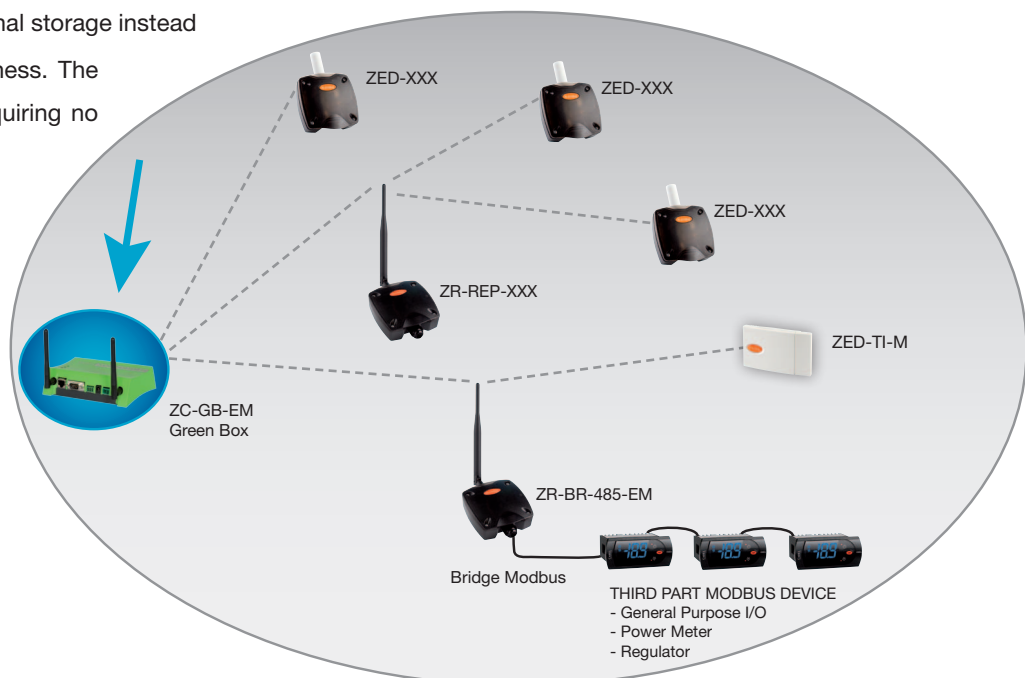 nal storage instead
ness. The
quiring no
ZED-XXX
ZED-XXX
ZED-XXX
ZR-REP-XXX
ZED-TI-M
ZC-GB-EM
Green Box
ZR-BR-485-EM
Bridge Modbus
THIRD PART MODBUS DEVICE
- General Purpose I/O
- Power Meter
- Regulator